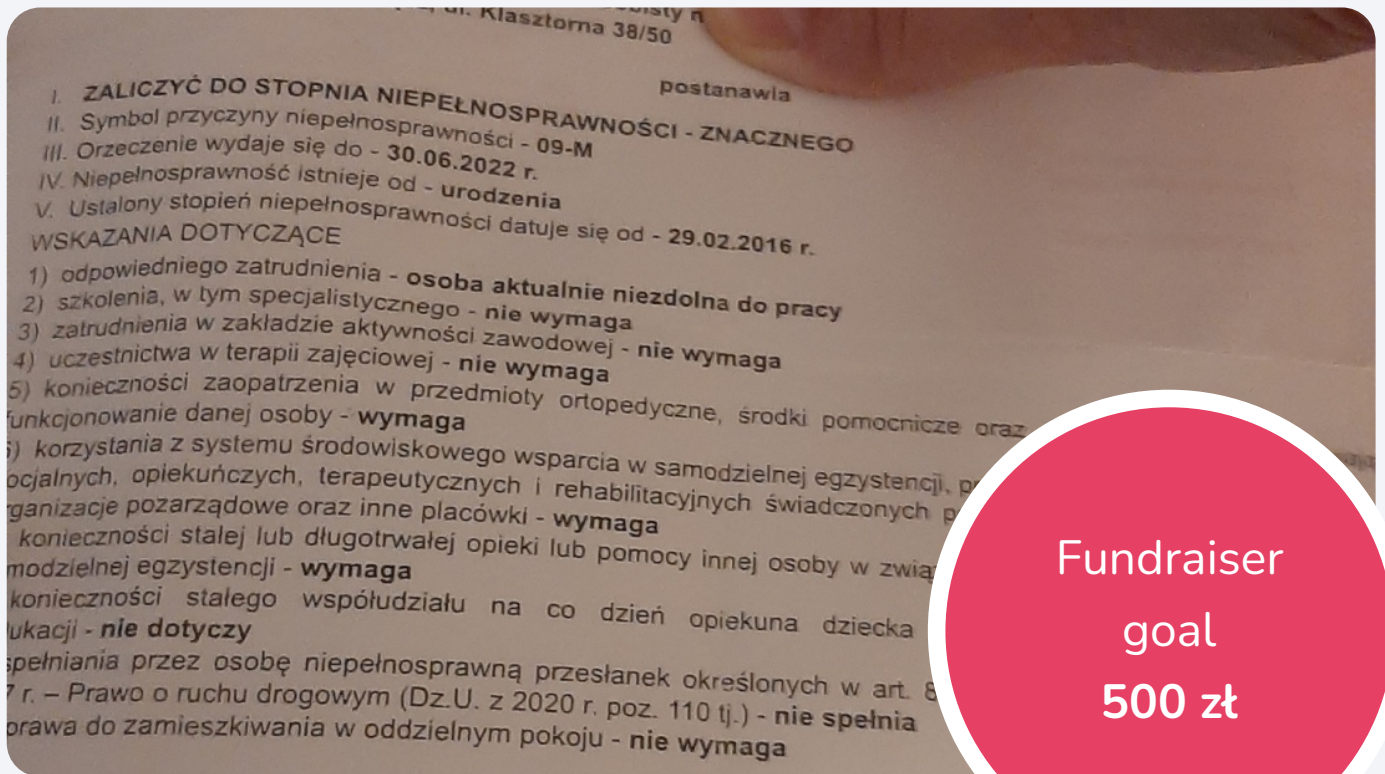 ul. Klasztorna 38/50
postanawia
I. ZALICZYĆ DO STOPNIA NIEPEŁNOSPRAWNOŚCI - ZNACZNEGO
II. Symbol przyczyny niepełnosprawności - 09-M
III. Orzeczenie wydaje się do - 30.06.2022 r.
IV. Niepełnosprawność istnieje od - urodzenia
V. Ustalony stopień niepełnosprawności datuje się od - 29.02.2016 r.
WSKAZANIA DOTYCZĄCE
1) odpowiedniego zatrudnienia - osoba aktualnie niezdolna do pracy
2) szkolenia, w tym specjalistycznego - nie wymaga
3) zatrudnienia w zakładzie aktywności zawodowej - nie wymaga
4) uczestnictwa w terapii zajęciowej - nie wymaga
5) konieczności zaopatrzenia w przedmioty ortopedyczne, środki pomocnicze oraz
funkcjonowanie danej osoby - wymaga
) korzystania z systemu środowiskowego wsparcia w samodzielnej egzystencji,
ocjalnych, opiekuńczych, terapeutycznych i rehabilitacyjnych świadczonych
rganizacje pozarządowe oraz inne placówki - wymaga
konieczności stałej lub długotrwałej opieki lub pomocy innej osoby w zwią
modzielnej egzystencji - wymaga
konieczności stałego współudziału na co dzień opiekuna dziecka
ukacji - nie dotyczy
spełniania przez osobę niepełnosprawną przesłanek określonych w art. 8
7 r. – Prawo o ruchu drogowym (Dz.U. z 2020 r. poz. 110 tj.) - nie spełnia
prawa do zamieszkiwania w oddzielnym pokoju - nie wymaga
Fundraiser
goal
500 zł